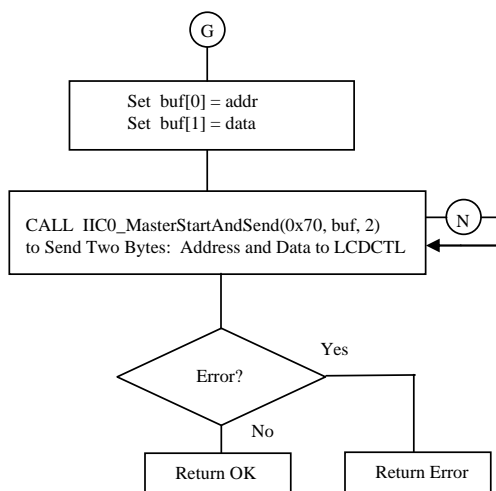 G
Set buf[0] = addr
Set buf[1] = data
CALL IIC0_MasterStartAndSend(0x70, buf, 2)
to Send Two Bytes: Address and Data to LCDCTL
N
Error?
Yes
No
Return OK
Return Error